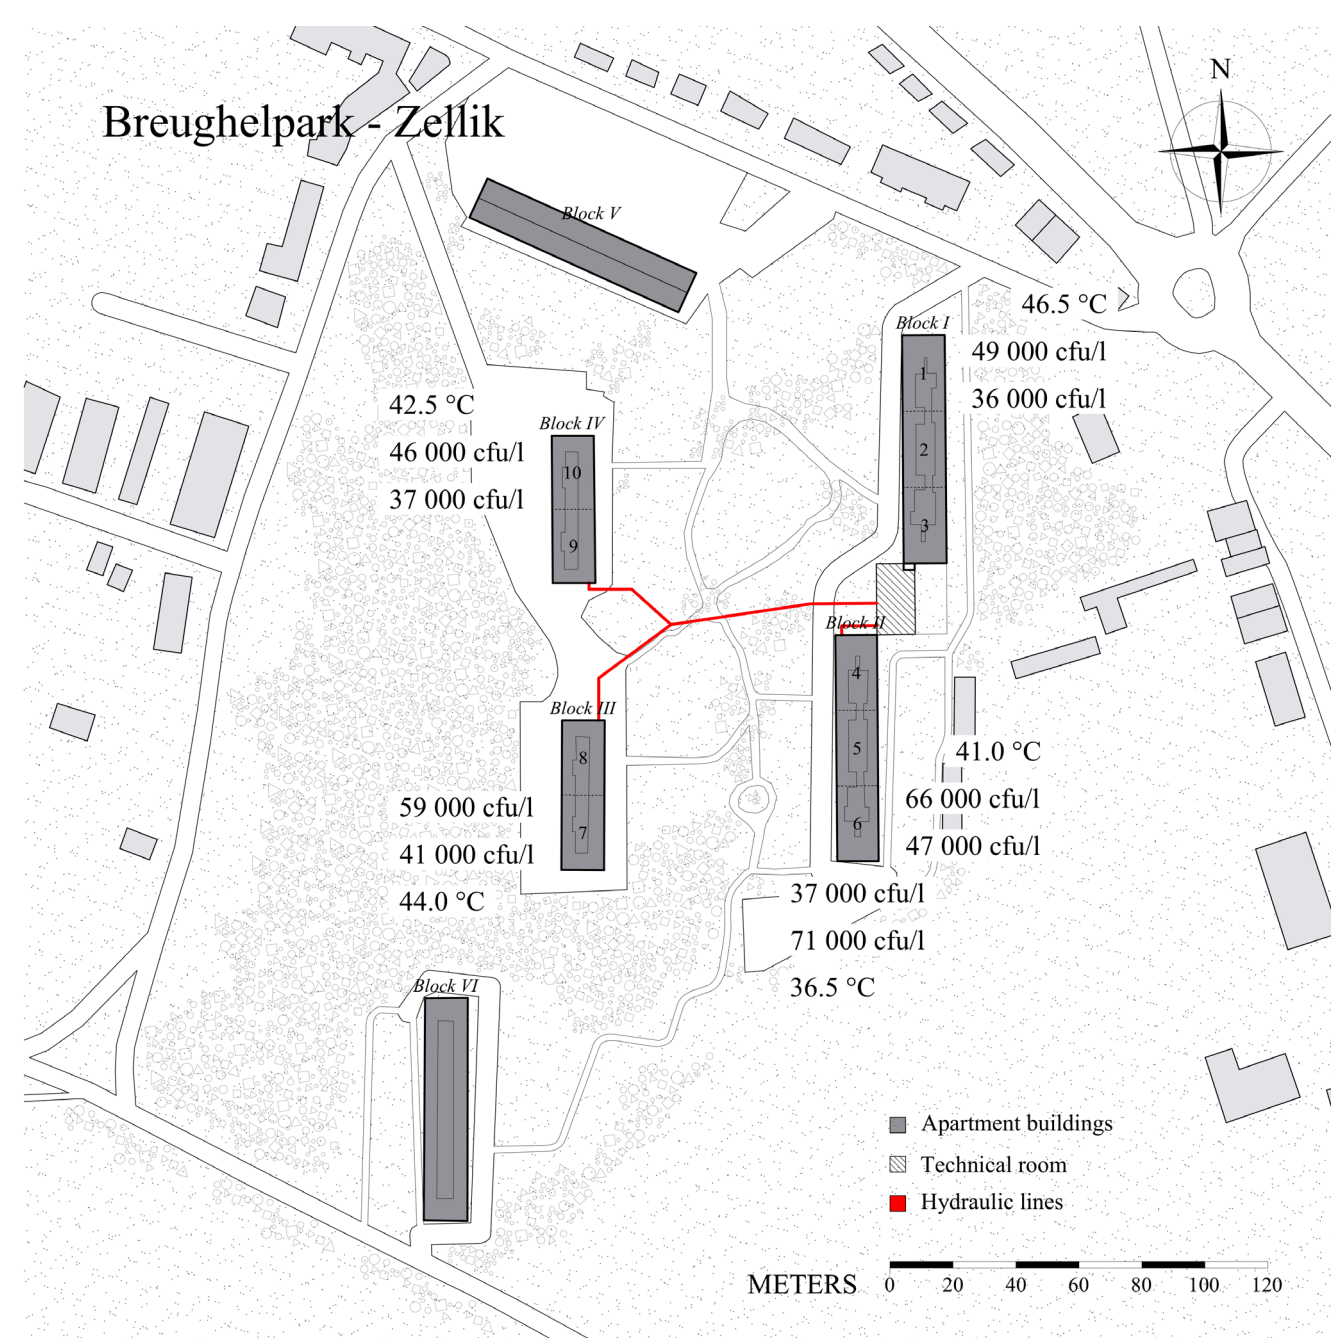 N
Breughelpark - Zellik
Block V
46.5 °C
Block I
49 000 cfu/l
1
36 000 cfu/l
42.5 °C
Block IV
46 000 cfu/l
2
10
37 000 cfu/l
3
9
Block II
4
Block III
5
41.0 °C
8
66 000 cfu/l
59 000 cfu/l
6
7
47 000 cfu/l
41 000 cfu/l
37 000 cfu/l
44.0 °C
71 000 cfu/l
36.5 °C
Block VI
Apartment buildings
Technical room
Hydraulic lines
METERS 0 20 40 60 80 100 120